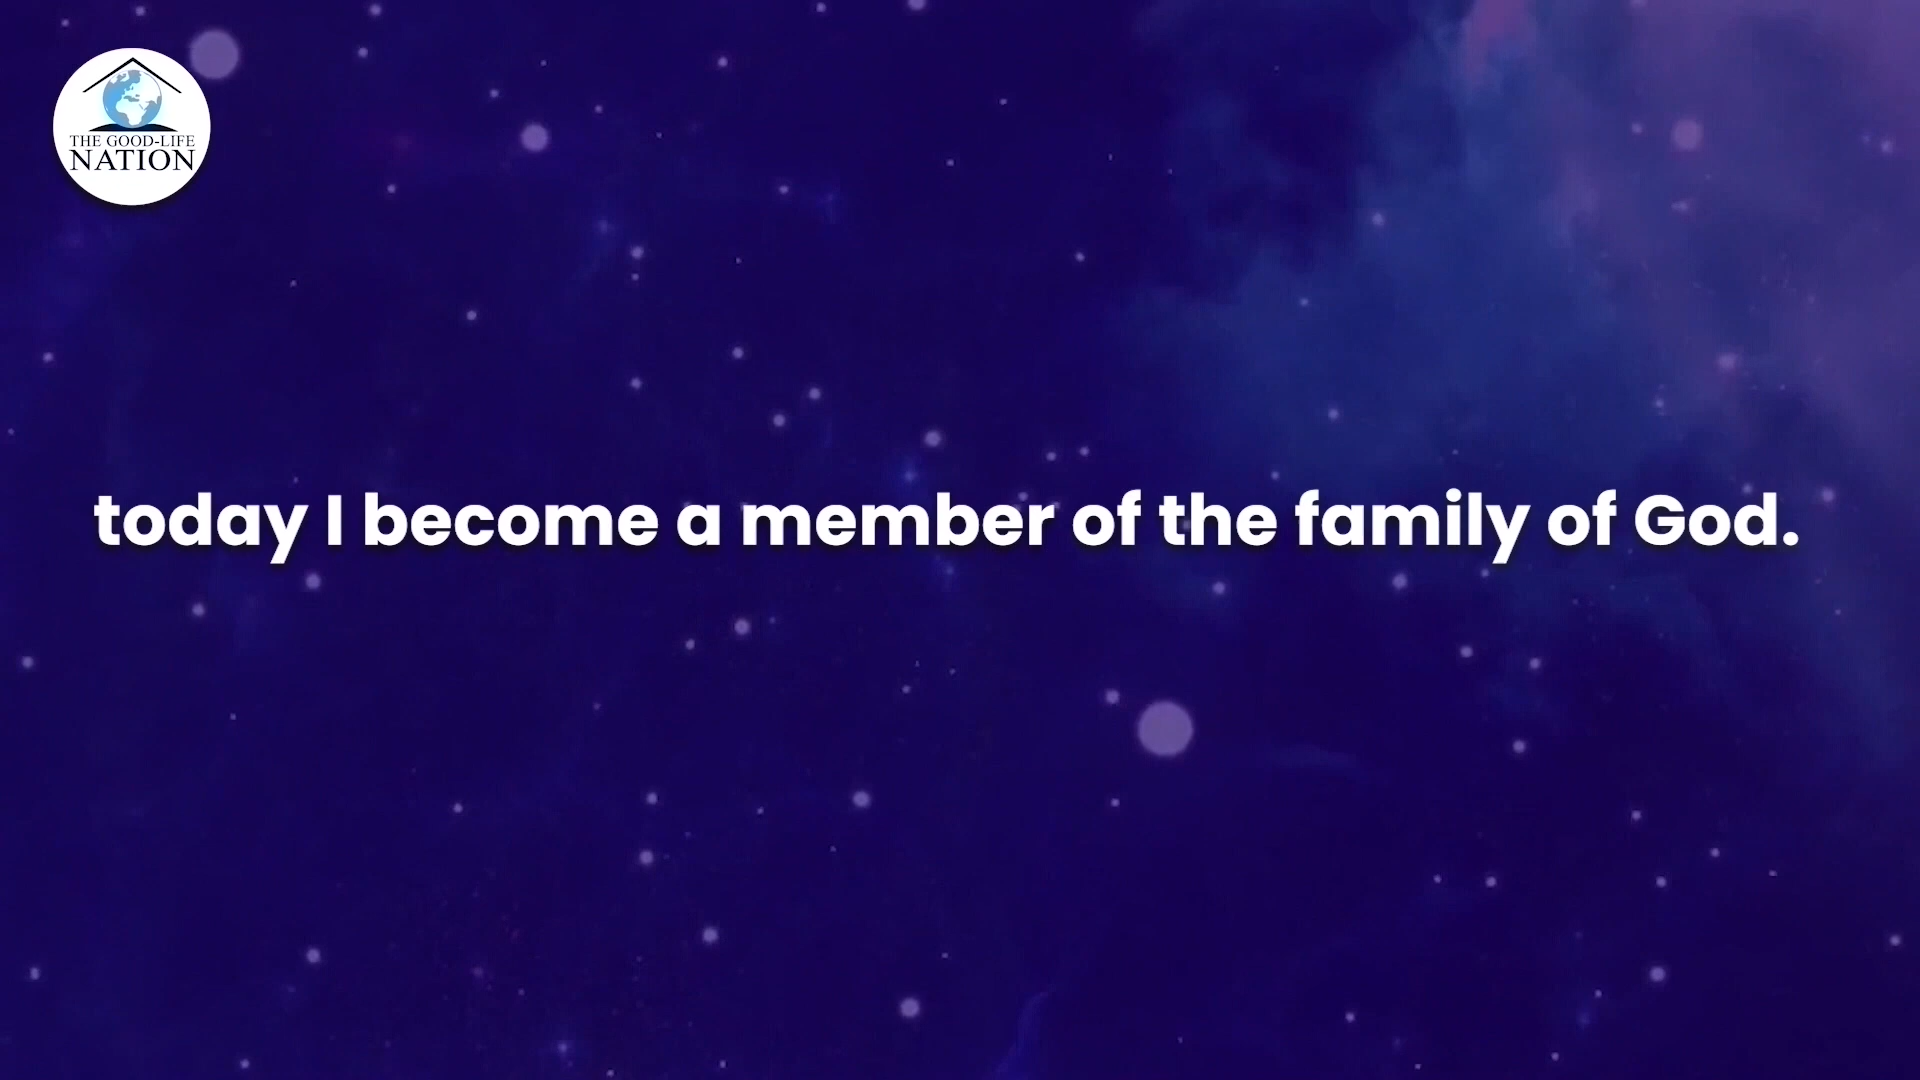 THE GOOD-LIFE
NATION
today I become a member of the family of God.